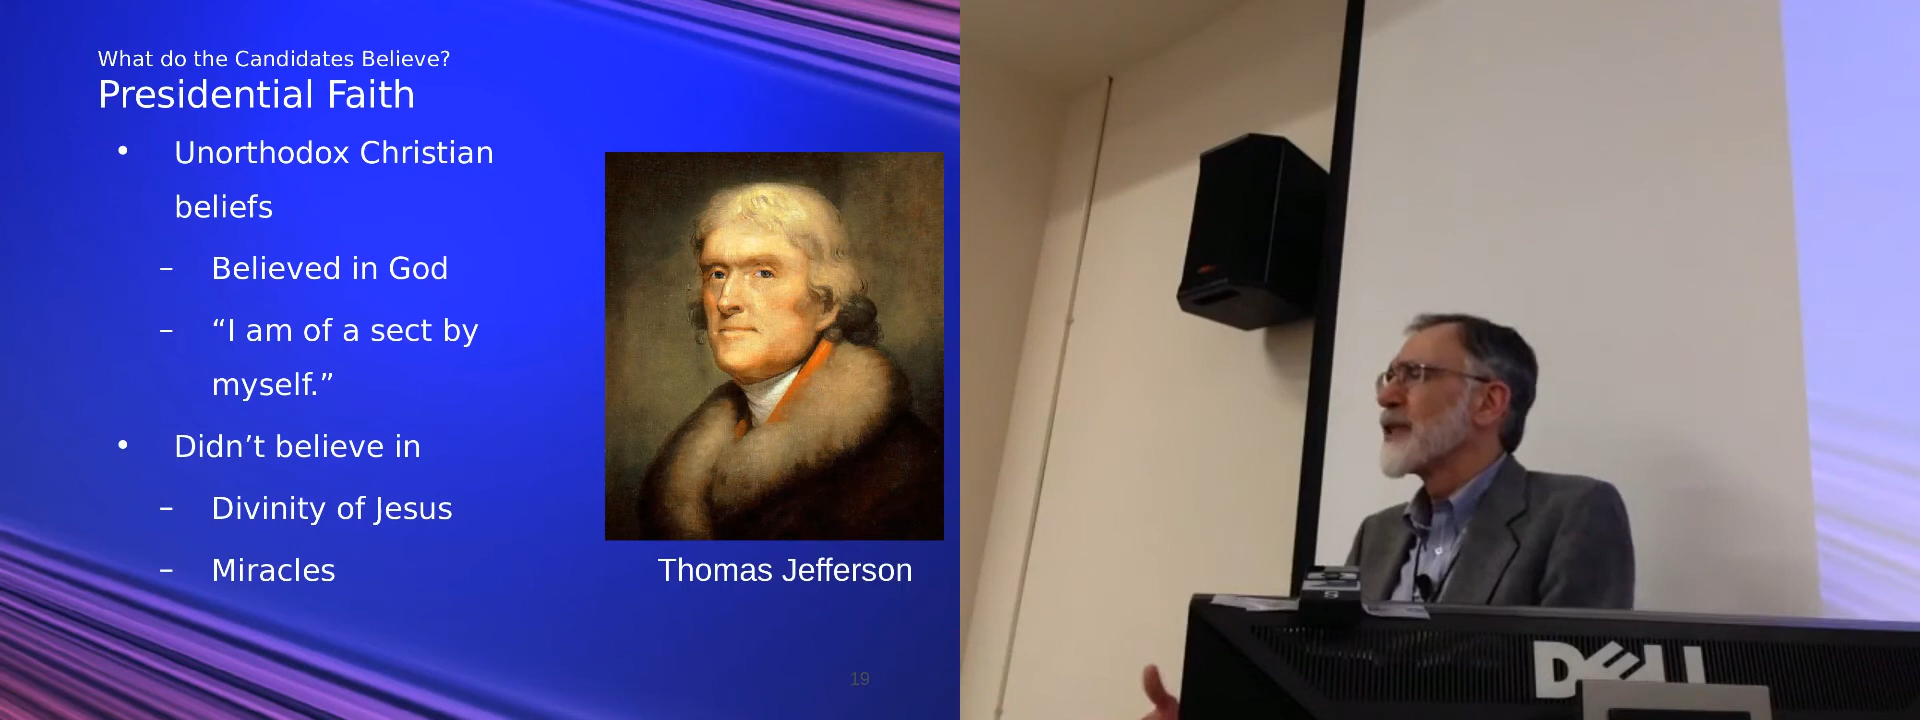 What do the Candidates Believe?
Presidential Faith
• Unorthodox Christian
beliefs
– Believed in God
– “I am of a sect by
myself.”
• Didn’t believe in
– Divinity of Jesus
– Miracles
Thomas Jefferson
19
DELL